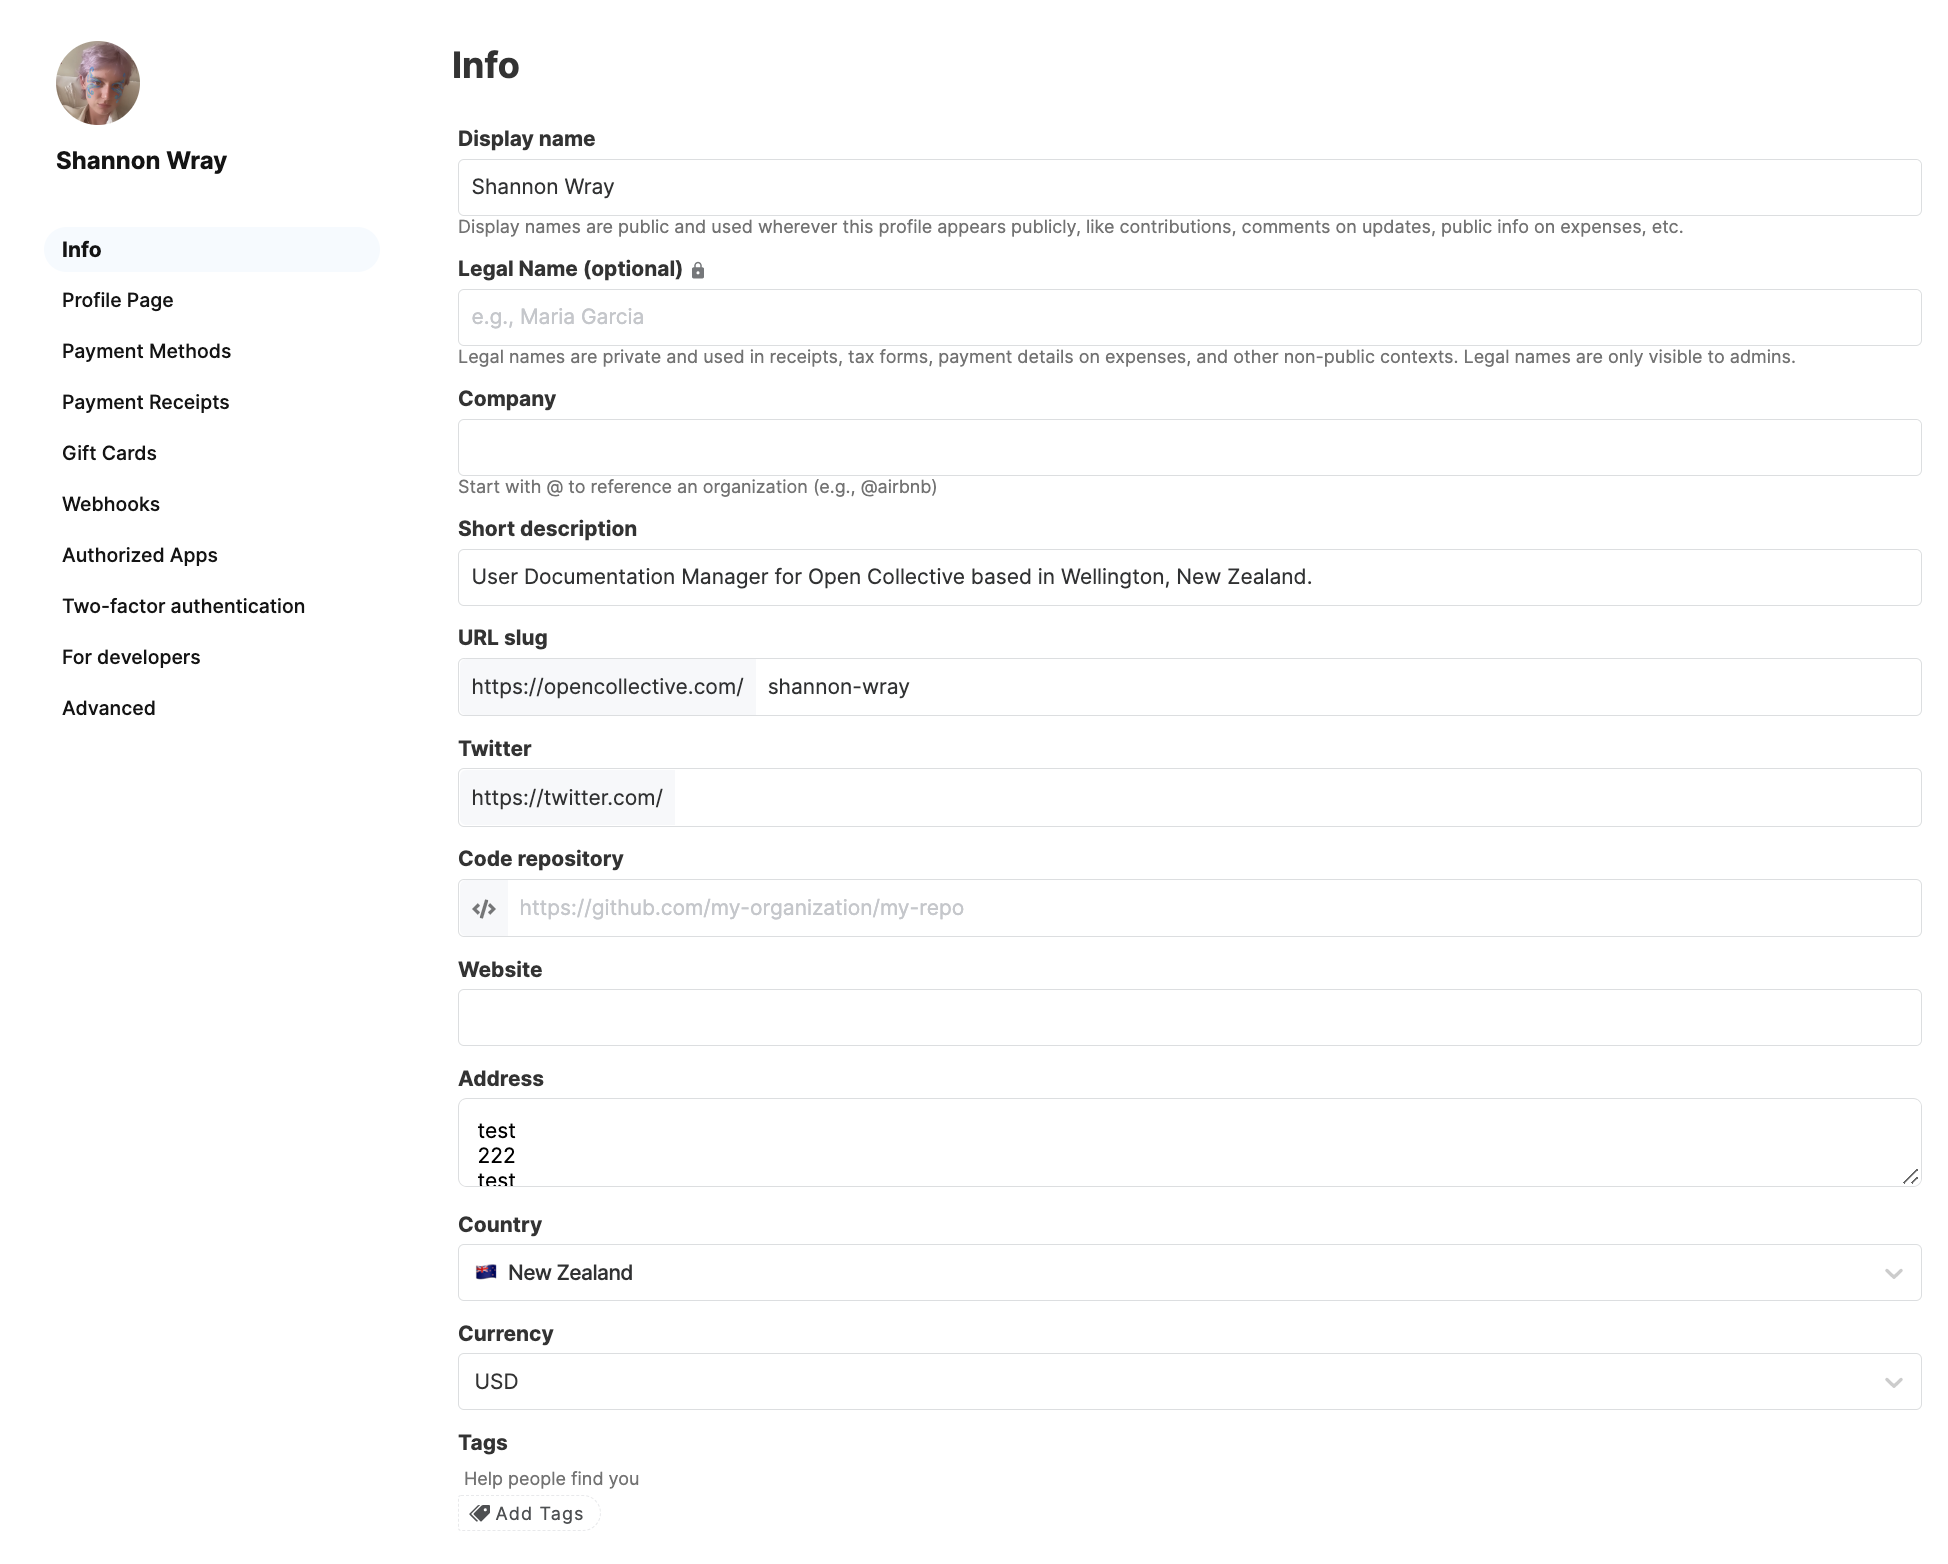 Shannon Wray
Info
Profile Page
Payment Methods
Payment Receipts
Gift Cards
Webhooks
Authorized Apps
Two-factor authentication
For developers
Advanced
Info
Display name
Shannon Wray
Display names are public and used wherever this profile appears publicly, like contributions, comments on updates, public info on expenses, etc.
Legal Name (optional)
e.g., Maria Garcia
Legal names are private and used in receipts, tax forms, payment details on expenses, and other non-public contexts. Legal names are only visible to admins.
Company
Start with @ to reference an organization (e.g., @airbnb)
Short description
User Documentation Manager for Open Collective based in Wellington, New Zealand.
URL slug
https://opencollective.com/ shannon-wray
Twitter
https://twitter.com/
Code repository
https://github.com/my-organization/my-repo
Website
Address
test
222
test
Country
New Zealand
Currency
USD
Tags
Help people find you
Add Tags